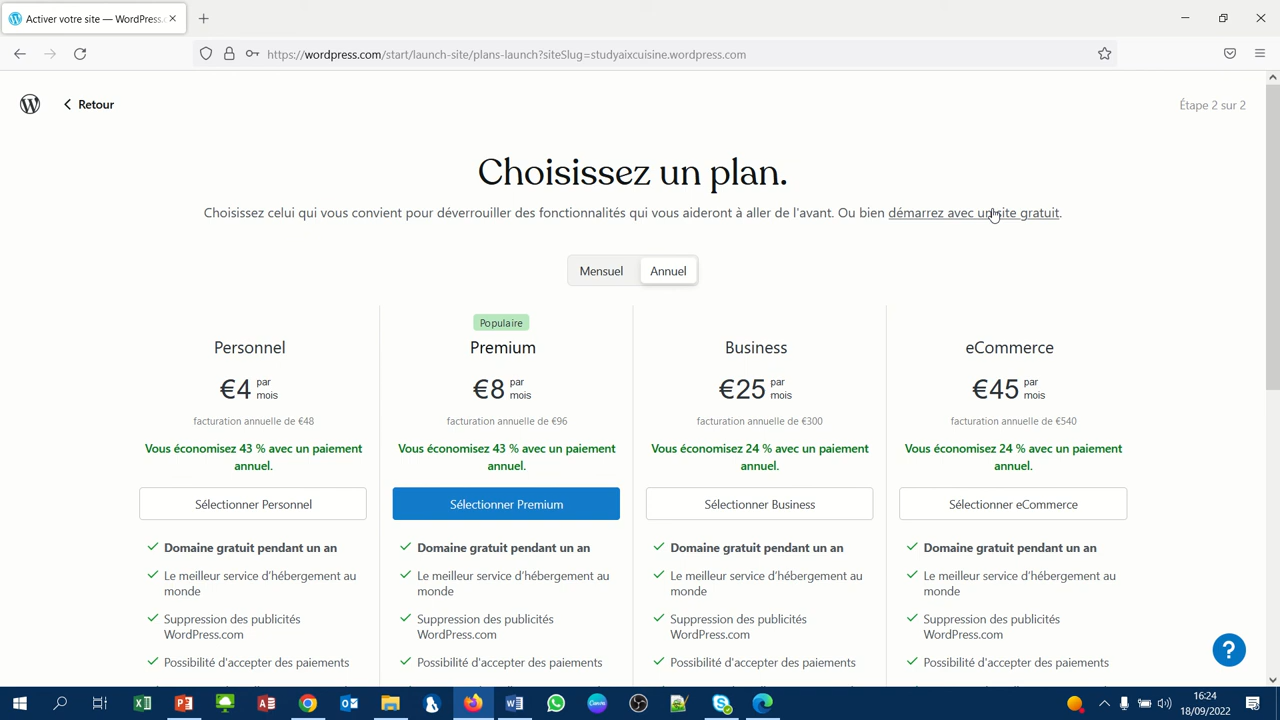 Activer votre site — WordPress.
https://wordpress.com/start/launch-site/plans-launch?siteSlug=studyaixcuisine.wordpress.com
Retour
Étape 2 sur 2
Choisissez un plan.
Choisissez celui qui vous convient pour déverrouiller des fonctionnalités qui vous aideront à aller de l'avant. Ou bien démarrez avec un site gratuit.
Mensuel Annuel
Populaire
Personnel Premium Business eCommerce
€4 par mois €8 par mois €25 par mois €45 par mois
facturation annuelle de €48 facturation annuelle de €96 facturation annuelle de €300 facturation annuelle de €540
Vous économisez 43 % avec un paiement Vous économisez 43 % avec un paiement Vous économisez 24 % avec un paiement Vous économisez 24 % avec un paiement
annuel. annuel. annuel. annuel.
Sélectionner Personnel Sélectionner Premium Sélectionner Business Sélectionner eCommerce
Domaine gratuit pendant un an Domaine gratuit pendant un an Domaine gratuit pendant un an Domaine gratuit pendant un an
Le meilleur service d'hébergement au Le meilleur service d'hébergement au Le meilleur service d'hébergement au Le meilleur service d'hébergement au
monde monde monde monde
Suppression des publicités Suppression des publicités Suppression des publicités Suppression des publicités
WordPress.com WordPress.com WordPress.com WordPress.com
Possibilité d'accepter des paiements Possibilité d'accepter des paiements Possibilité d'accepter des paiements Possibilité d'accepter des paiements
?
16:24
18/09/2022